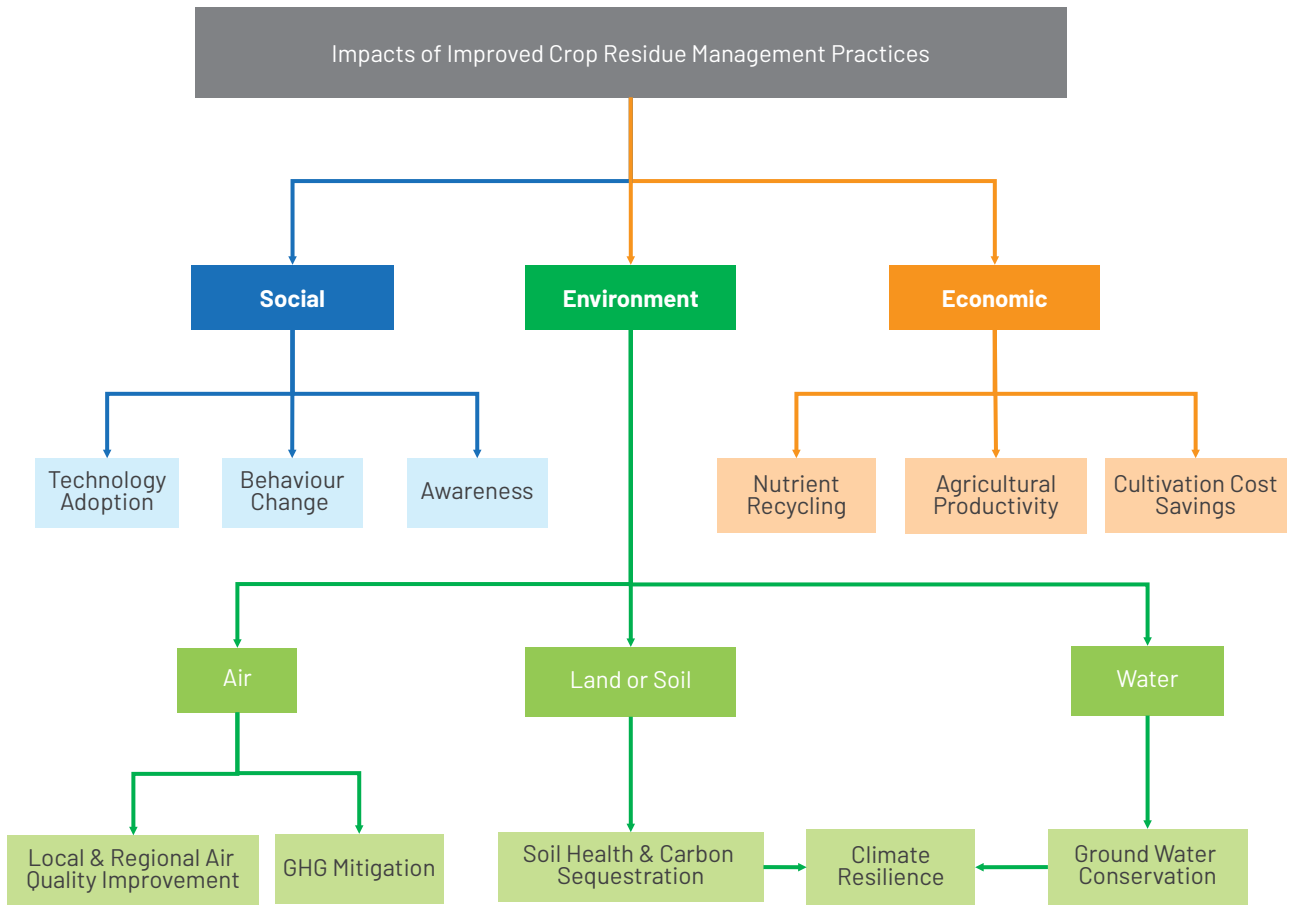 Impacts of Improved Crop Residue Management Practices
Social
Environment
Economic
Technology
Adoption
Behaviour
Change
Awareness
Nutrient
Recycling
Agricultural
Productivity
Cultivation Cost
Savings
Air
Land or Soil
Water
Local & Regional Air
Quality Improvement
GHG Mitigation
Soil Health & Carbon
Sequestration
Climate
Resilience
Ground Water
Conservation